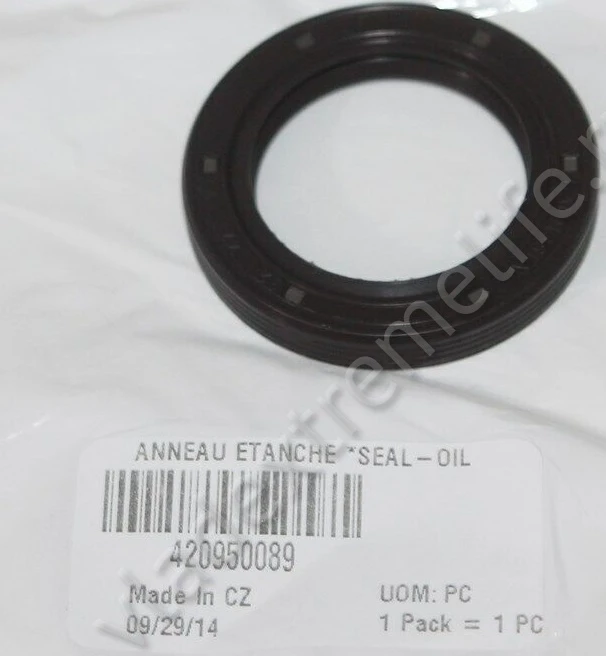 ANNEAU ETANCHE *SEAL-OIL
420950089
Made In CZ
UOM: PC
09/29/14
1 Pack = 1 PC